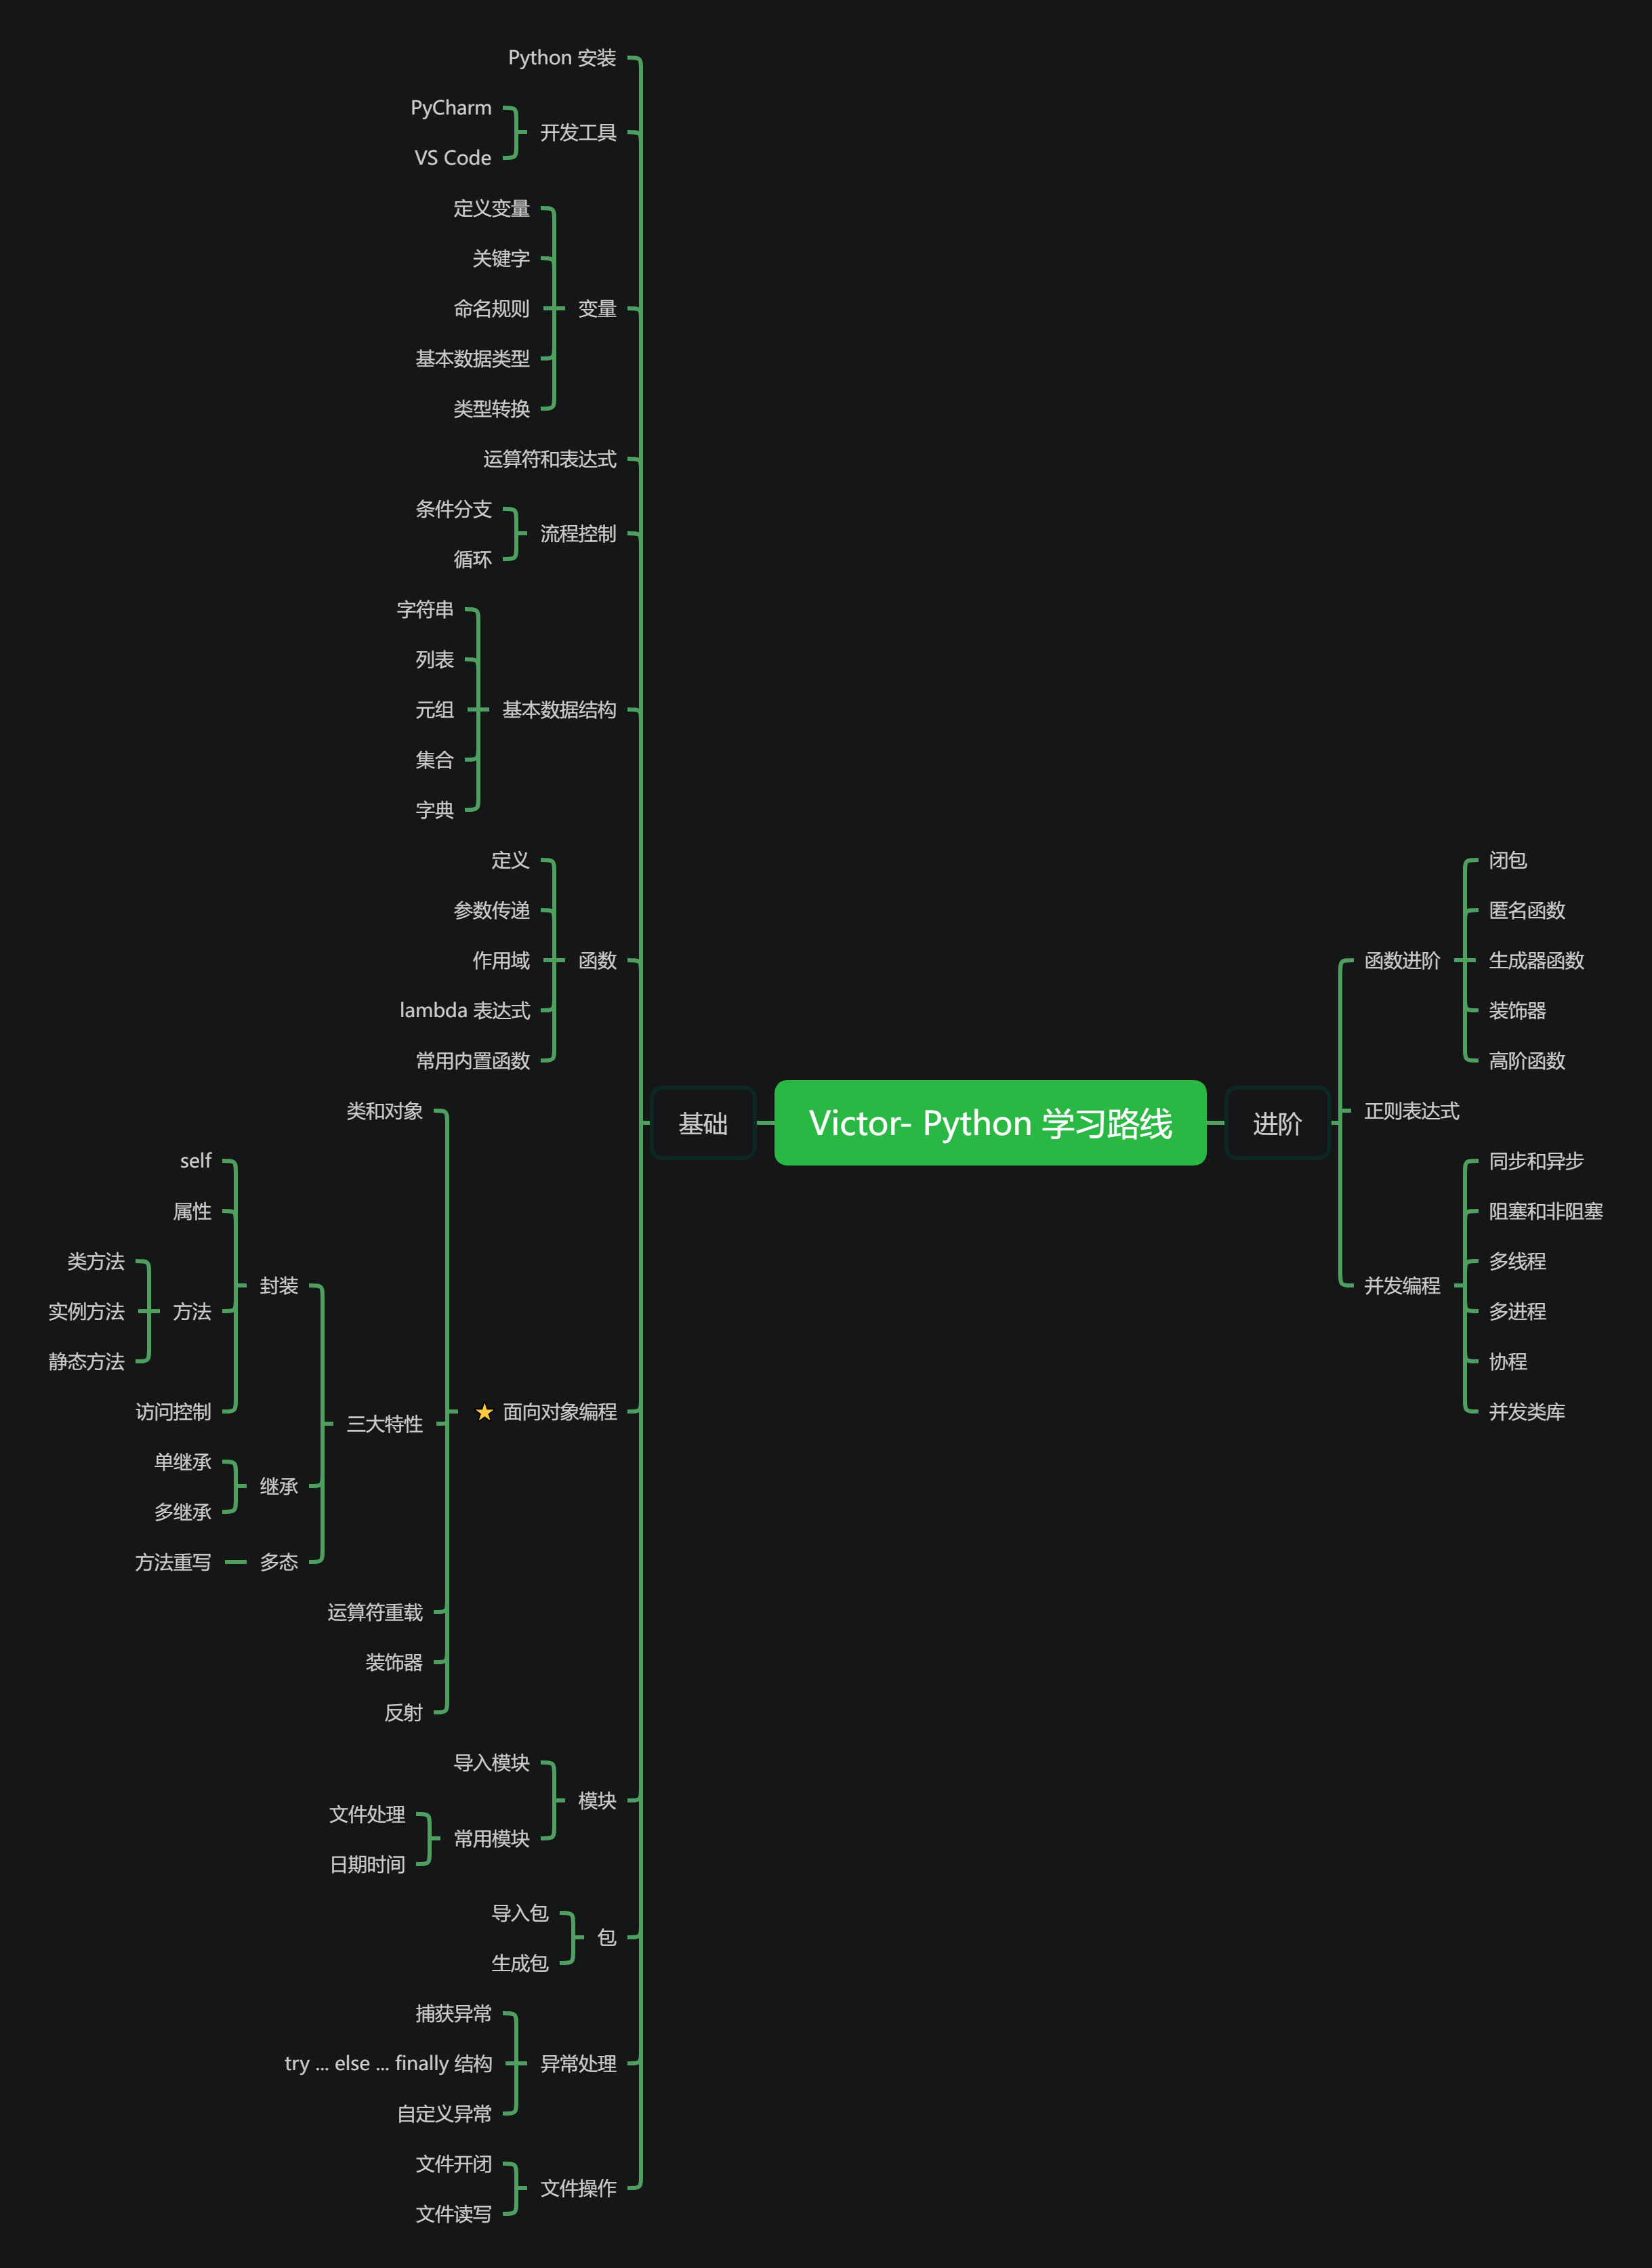 Python 安装
PyCharm
开发工具
VS Code
定义变量
关键字
命名规则
变量
基本数据类型
类型转换
运算符和表达式
条件分支
流程控制
循环
字符串
列表
元组
基本数据结构
集合
字典
定义
参数传递
作用域
函数
lambda 表达式
常用内置函数
类和对象
self
属性
类方法
封装
实例方法
方法
静态方法
访问控制
三大特性
面向对象编程
单继承
继承
多继承
方法重写
多态
运算符重载
装饰器
反射
导入模块
模块
文件处理
常用模块
日期时间
导入包
包
生成包
捕获异常
try ... else ... finally 结构
异常处理
自定义异常
文件开闭
文件操作
文件读写
基础
Victor- Python 学习路线
进阶
闭包
匿名函数
函数进阶
生成器函数
装饰器
高阶函数
正则表达式
同步和异步
阻塞和非阻塞
多线程
并发编程
多进程
协程
并发类库